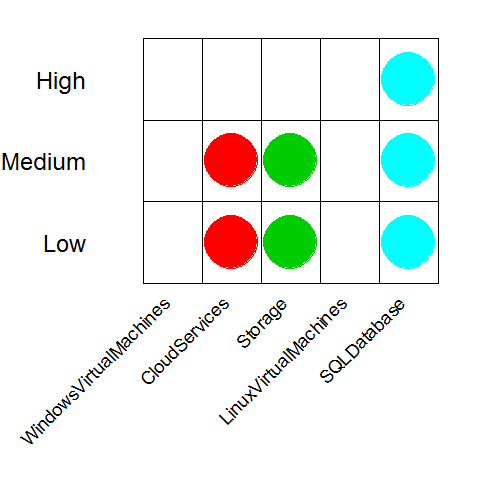 High
Medium
Low
WindowsVirtualMachines
CloudServices
Storage
LinuxVirtualMachines
SQLDatabase